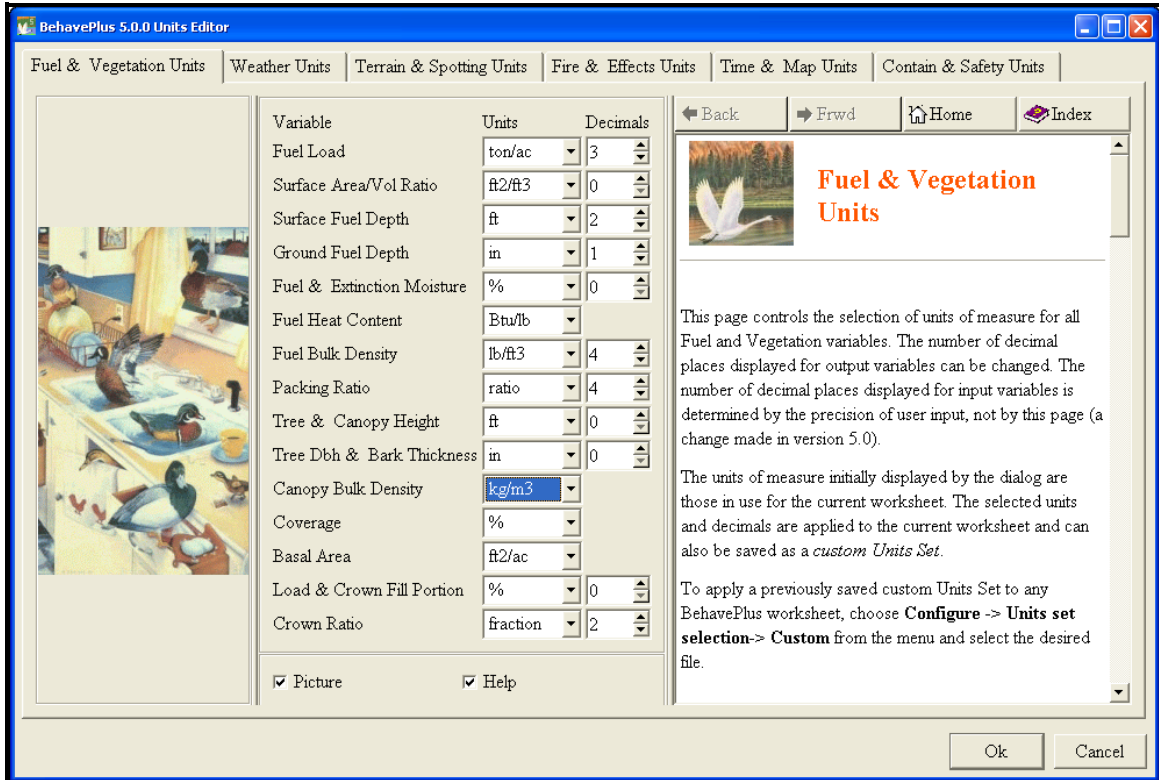 BehavePlus 5.0.0 Units Editor
Fuel & Vegetation Units Weather Units Terrain & Spotting Units Fire & Effects Units Time & Map Units Contain & Safety Units
Variable Units Decimals
Fuel Load ton/ac 3
Surface Area/Vol Ratio ft2/ft3 0
Surface Fuel Depth ft 2
Ground Fuel Depth in 1
Fuel & Extinction Moisture % 0
Fuel Heat Content Btu/lb
Fuel Bulk Density lb/ft3 4
Packing Ratio ratio 4
Tree & Canopy Height ft 0
Tree Dbh & Bark Thickness in 0
Canopy Bulk Density kg/m3
Coverage %
Basal Area ft2/ac
Load & Crown Fill Portion % 0
Crown Ratio fraction 2
Picture Help
Back Frwd Home Index
Fuel & Vegetation
Units
This page controls the selection of units of measure for all
Fuel and Vegetation variables. The number of decimal
places displayed for output variables can be changed. The
number of decimal places displayed for input variables is
determined by the precision of user input, not by this page (a
change made in version 5.0).
The units of measure initially displayed by the dialog are
those in use for the current worksheet. The selected units
and decimals are applied to the current worksheet and can
also be saved as a custom Units Set.
To apply a previously saved custom Units Set to any
BehavePlus worksheet, choose Configure -> Units set
selection-> Custom from the menu and select the desired
file.
Ok Cancel